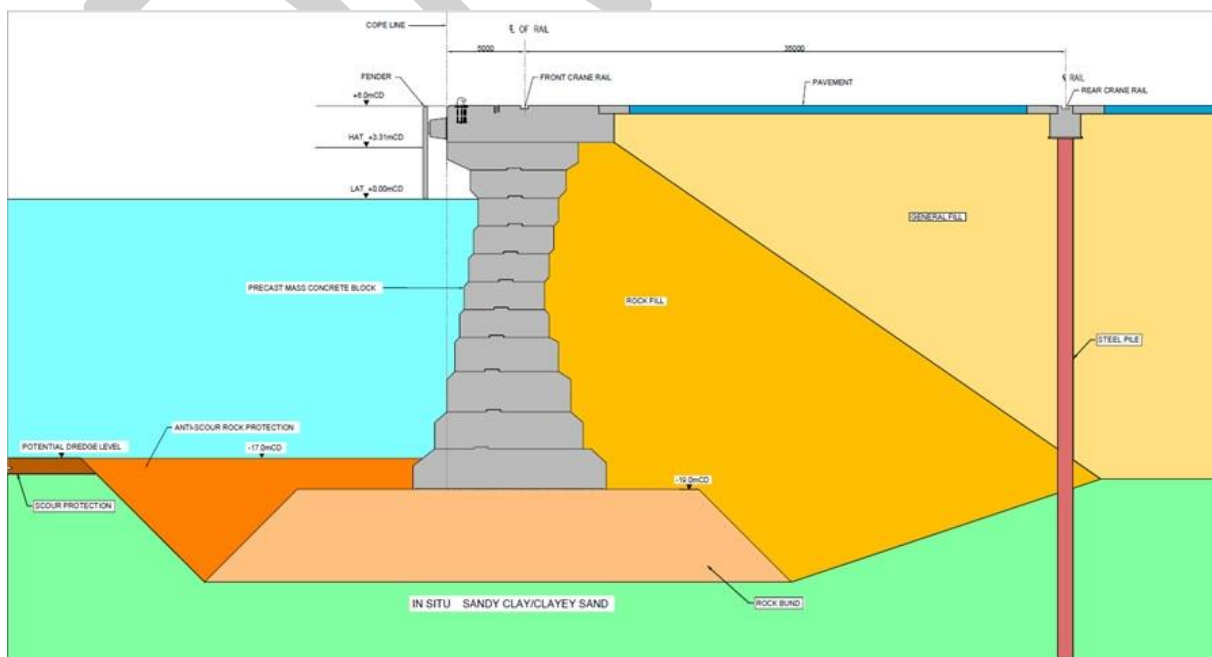 COPE LINE
℄ OF RAIL
5000
35000
FENDER
FRONT CRANE RAIL
PAVEMENT
℄ RAIL
REAR CRANE RAIL
+6.0mCD
HAT +3.31mCD
LAT +0.00mCD
GENERAL FILL
PRECAST MASS CONCRETE BLOCK
ROCK FILL
STEEL PILE
ANTI-SCOUR ROCK PROTECTION
POTENTIAL DREDGE LEVEL
-17.0mCD
-19.0mCD
SCOUR PROTECTION
IN SITU SANDY CLAY/CLAYEY SAND
ROCK BUND